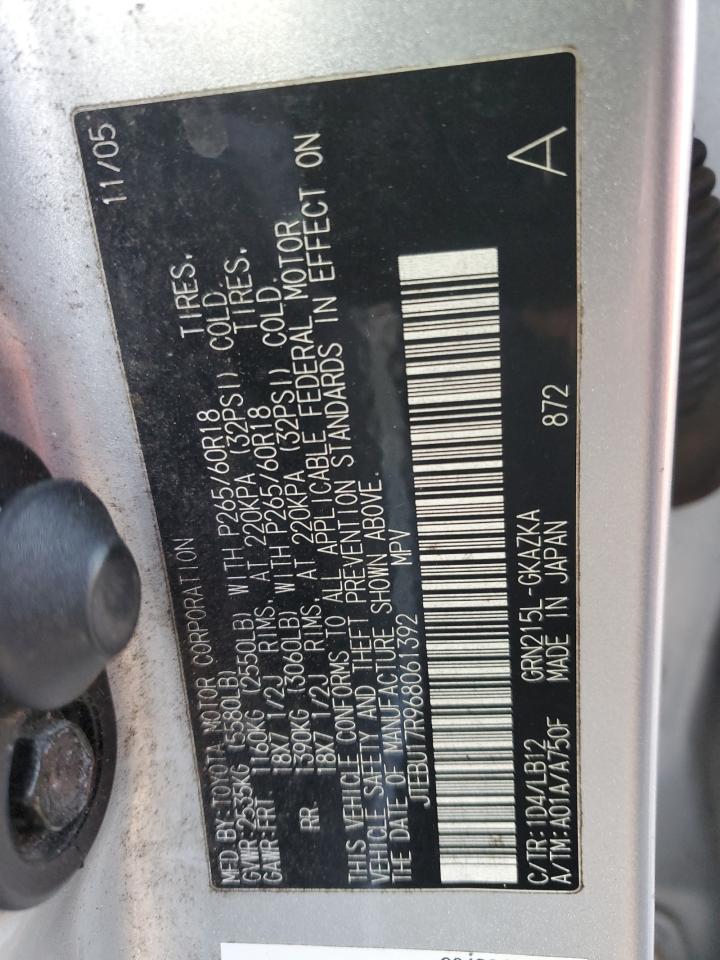 MFD.BY:TOYOTA MOTOR CORPORATION 11/05
GVWR:2535KG (5580LB)
GAWR:FRT. 1160KG (2550LB) WITH P265/60R18 TIRES,
18X7 1/2J RIMS, AT 220KPA (32PSI) COLD.
RR. 1390KG (3060LB) WITH P265/60R18 TIRES,
18X7 1/2J RIMS, AT 220KPA (32PSI) COLD.
THIS VEHICLE CONFORMS TO ALL APPLICABLE FEDERAL MOTOR
VEHICLE SAFETY AND THEFT PREVENTION STANDARDS IN EFFECT ON
THE DATE OF MANUFACTURE SHOWN ABOVE.
JTEBU17R968061392 MPV
C/TR:1D4/LB12 GRN215L-GKAZKA A
A/TM:A01A/A750F MADE IN JAPAN 872